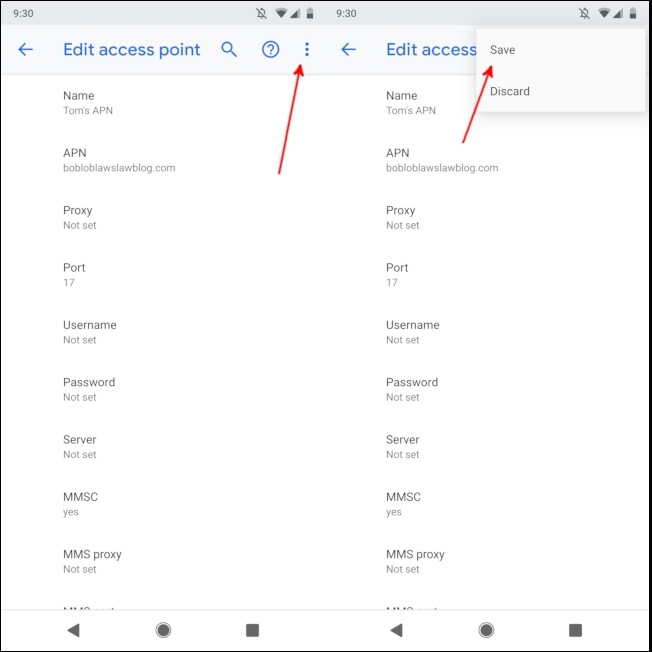 9:30
Edit access point
Name
Tom's APN
APN
bobloblawslawblog.com
Proxy
Not set
Port
17
Username
Not set
Password
Not set
Server
Not set
MMSC
yes
MMS proxy
Not set
9:30
Edit access
Save
Discard
Name
Tom's APN
APN
bobloblawslawblog.com
Proxy
Not set
Port
17
Username
Not set
Password
Not set
Server
Not set
MMSC
yes
MMS proxy
Not set